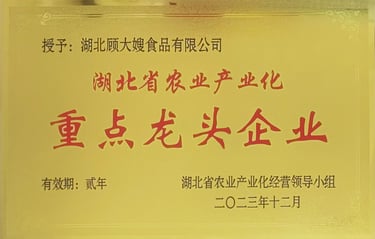 授予：湖北顾大嫂食品有限公司
湖北省农业产业化
重点龙头企业
有效期：贰年
湖北省农业产业化经营领导小组
二〇二三年十二月